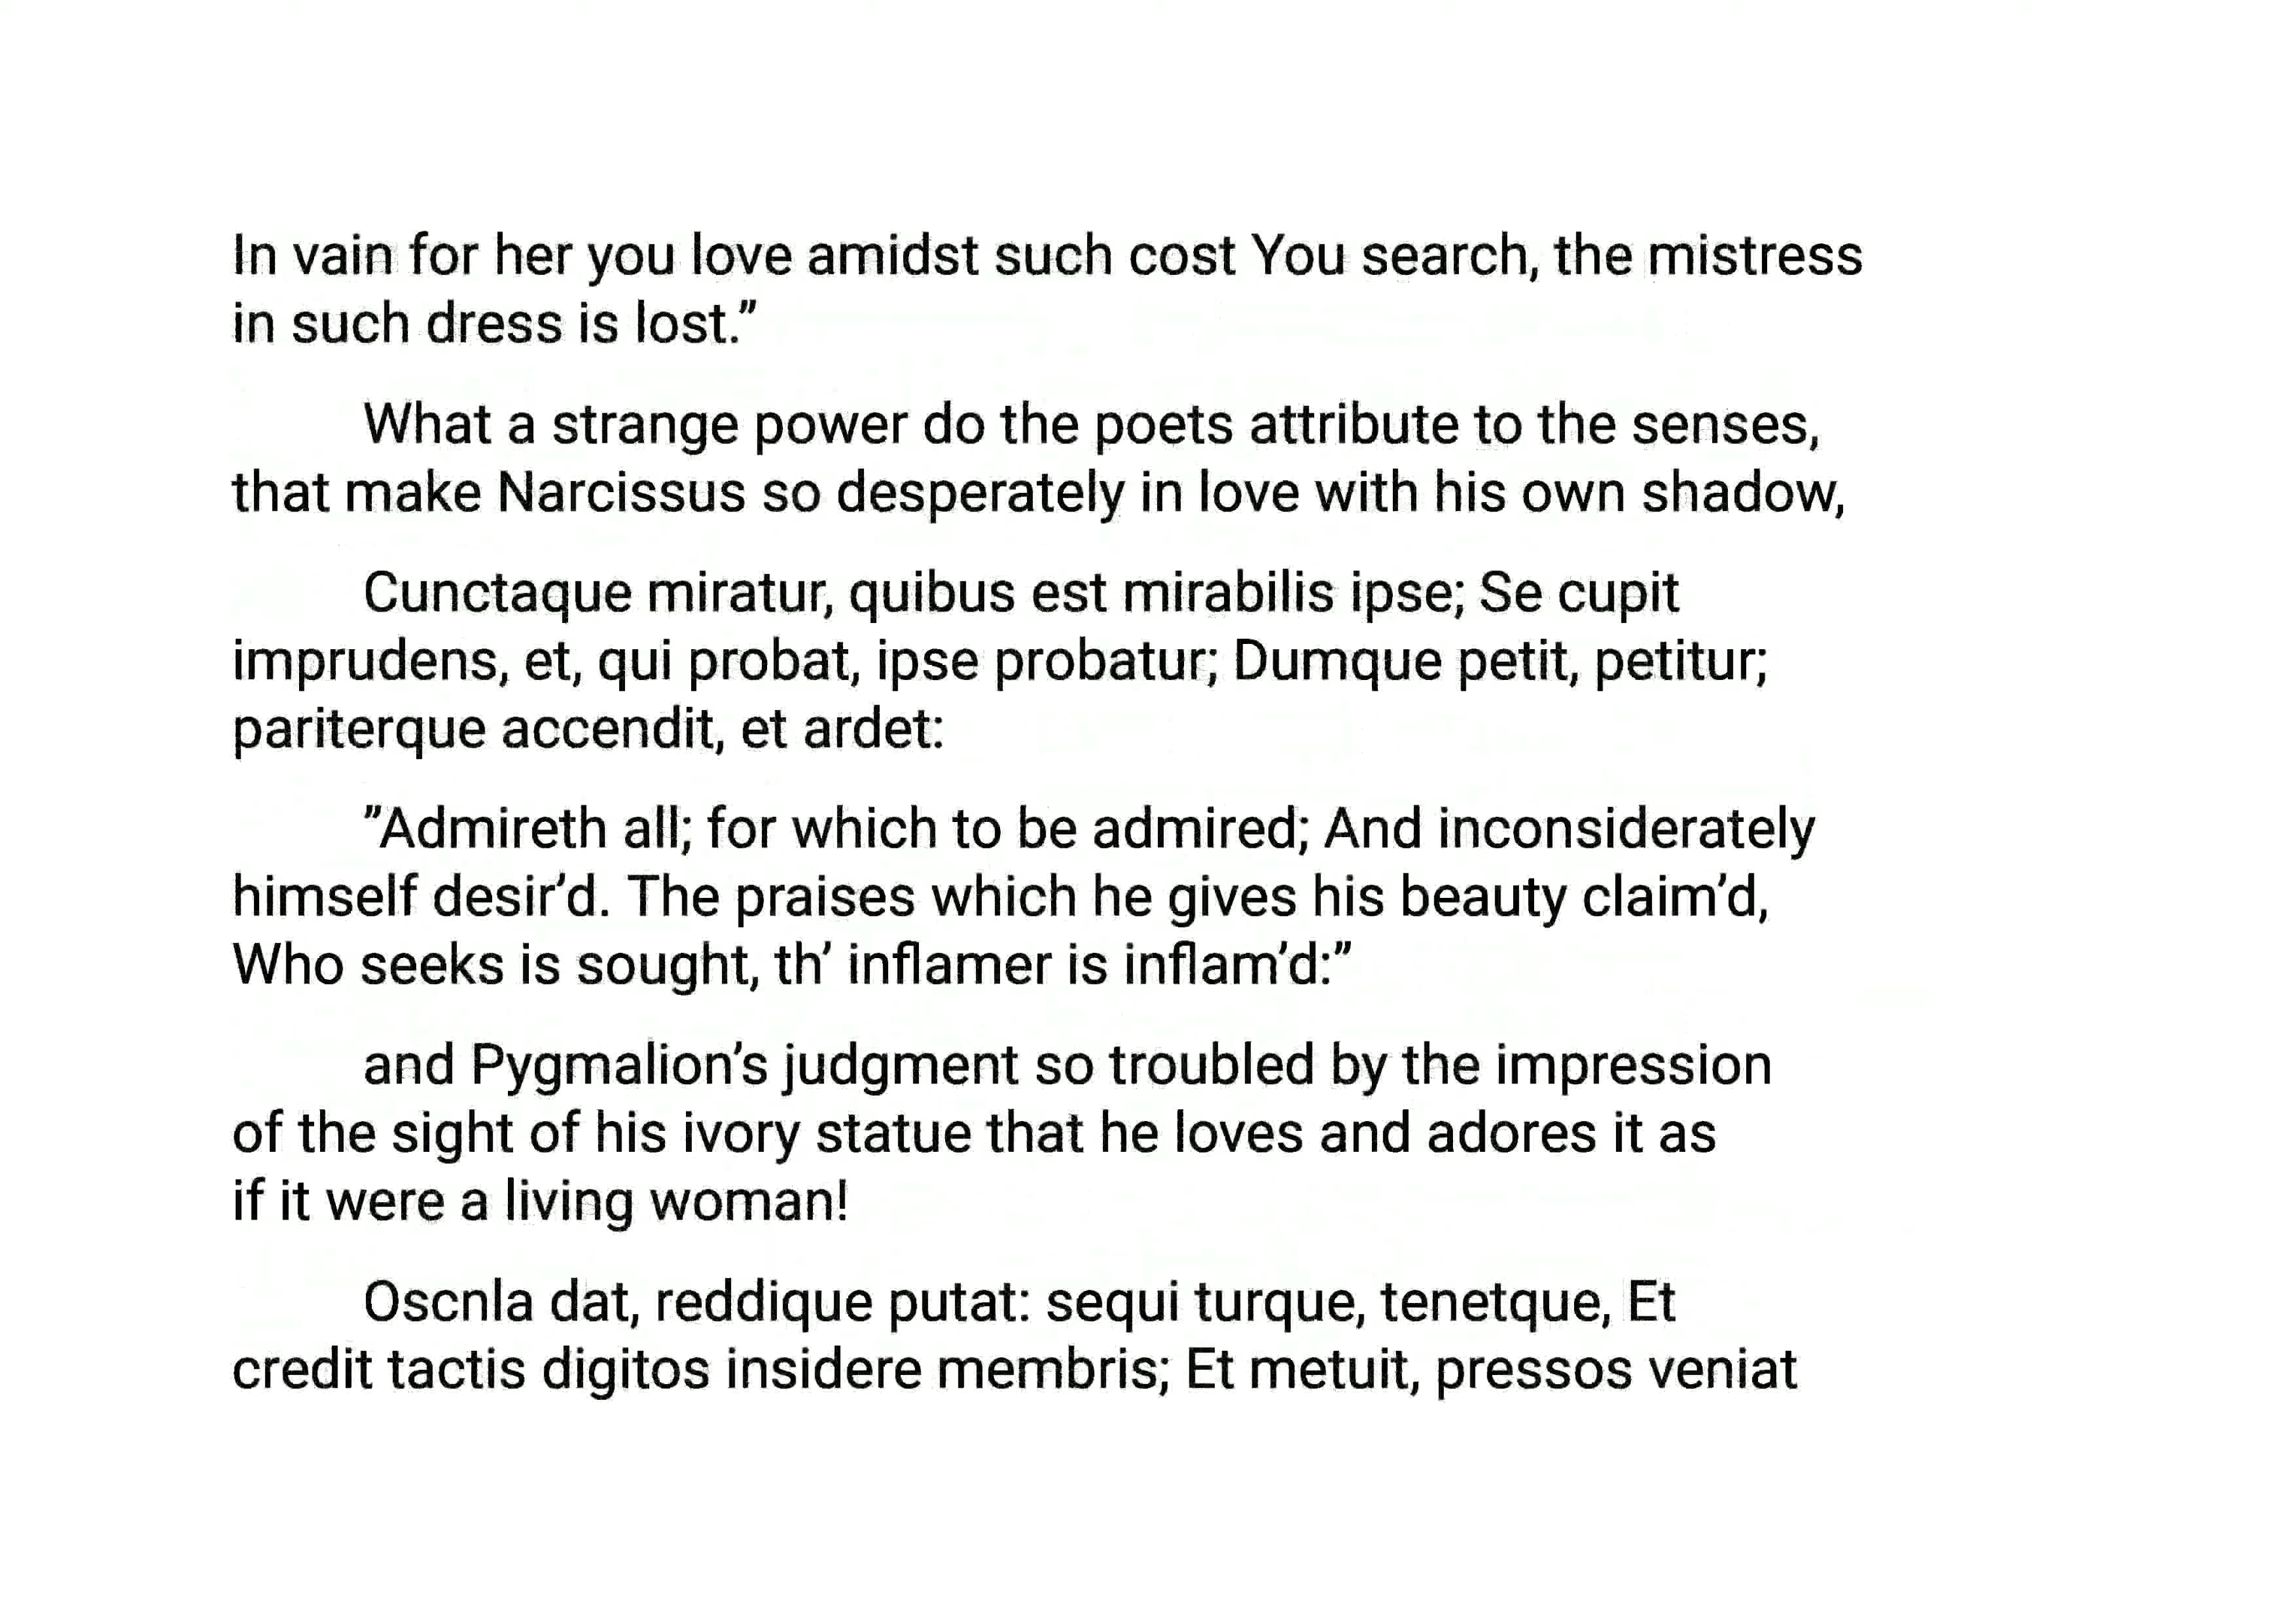 In vain for her you love amidst such cost You search, the mistress
in such dress is lost.”
What a strange power do the poets attribute to the senses,
that make Narcissus so desperately in love with his own shadow,
Cunctaque miratur, quibus est mirabilis ipse; Se cupit
imprudens, et, qui probat, ipse probatur; Dumque petit, petitur;
pariterque accendit, et ardet:
”Admireth all; for which to be admired; And inconsiderately
himself desir’d. The praises which he gives his beauty claim’d,
Who seeks is sought, th’ inflamer is inflam’d:”
and Pygmalion’s judgment so troubled by the impression
of the sight of his ivory statue that he loves and adores it as
if it were a living woman!
Oscnla dat, reddique putat: sequi turque, tenetque, Et
credit tactis digitos insidere membris; Et metuit, pressos veniat